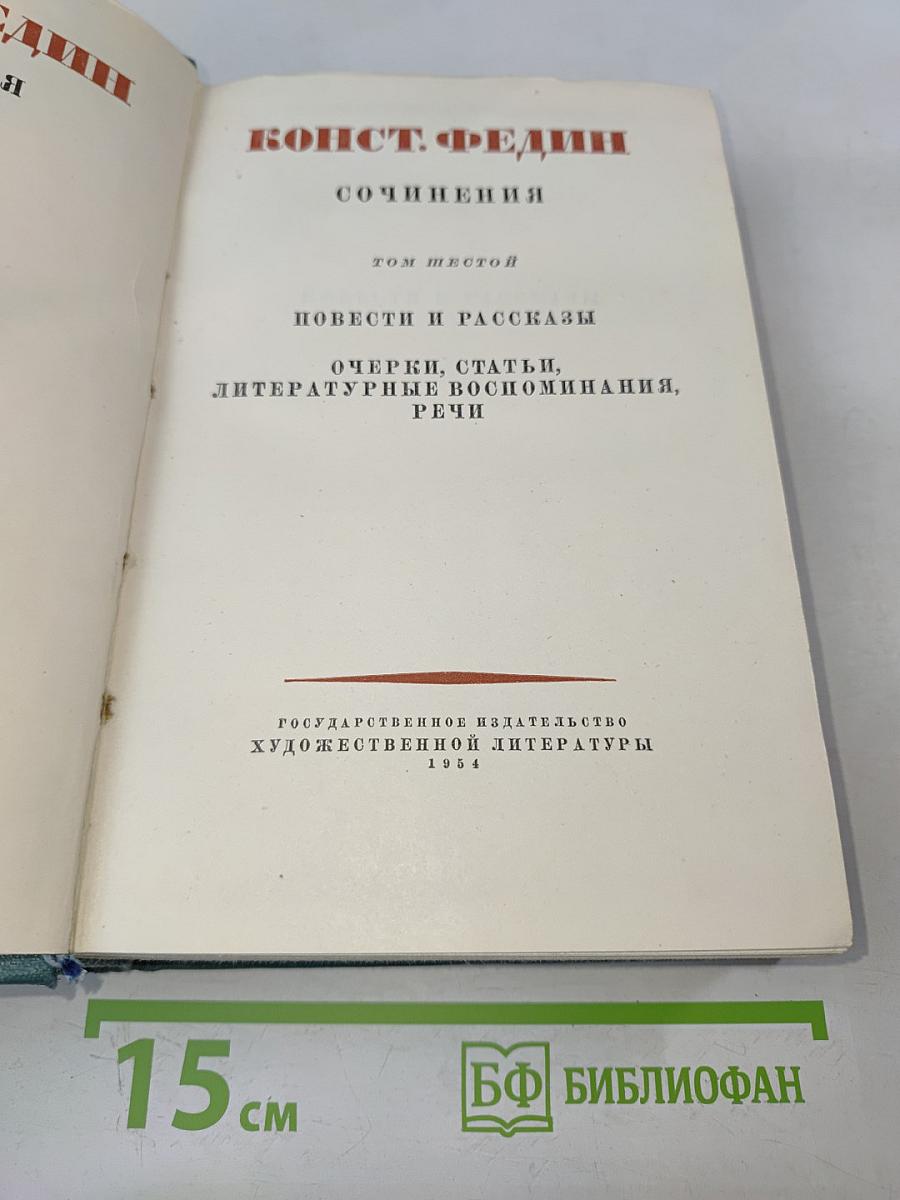 КОНСТ. ФЕДИН
СОЧИНЕНИЯ
ТОМ ШЕСТОЙ
ПОВЕСТИ И РАССКАЗЫ
ОЧЕРКИ, СТАТЬИ,
ЛИТЕРАТУРНЫЕ ВОСПОМИНАНИЯ,
РЕЧИ
ГОСУДАРСТВЕННОЕ ИЗДАТЕЛЬСТВО
ХУДОЖЕСТВЕННОЙ ЛИТЕРАТУРЫ
1954
15 см
БФ БИБЛИОФАН